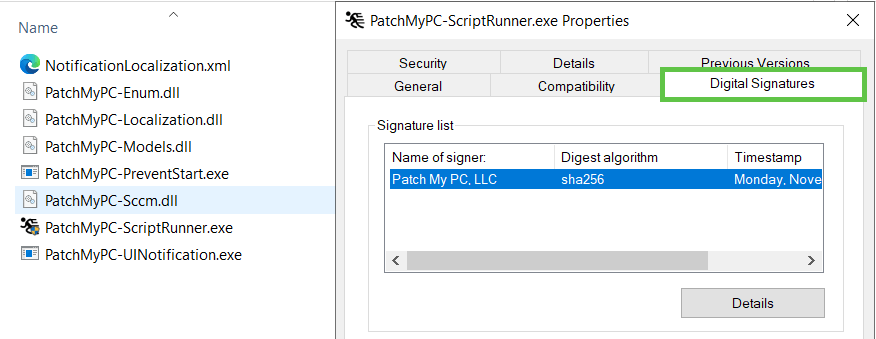 Name
NotificationLocalization.xml
PatchMyPC-Enum.dll
PatchMyPC-Localization.dll
PatchMyPC-Models.dll
PatchMyPC-PreventStart.exe
PatchMyPC-Sccm.dll
PatchMyPC-ScriptRunner.exe
PatchMyPC-UINotification.exe
PatchMyPC-ScriptRunner.exe Properties
Security Details Previous Versions
General Compatibility Digital Signatures
Signature list
Name of signer: Digest algorithm Timestamp
Patch My PC, LLC sha256 Monday, Nove
Details